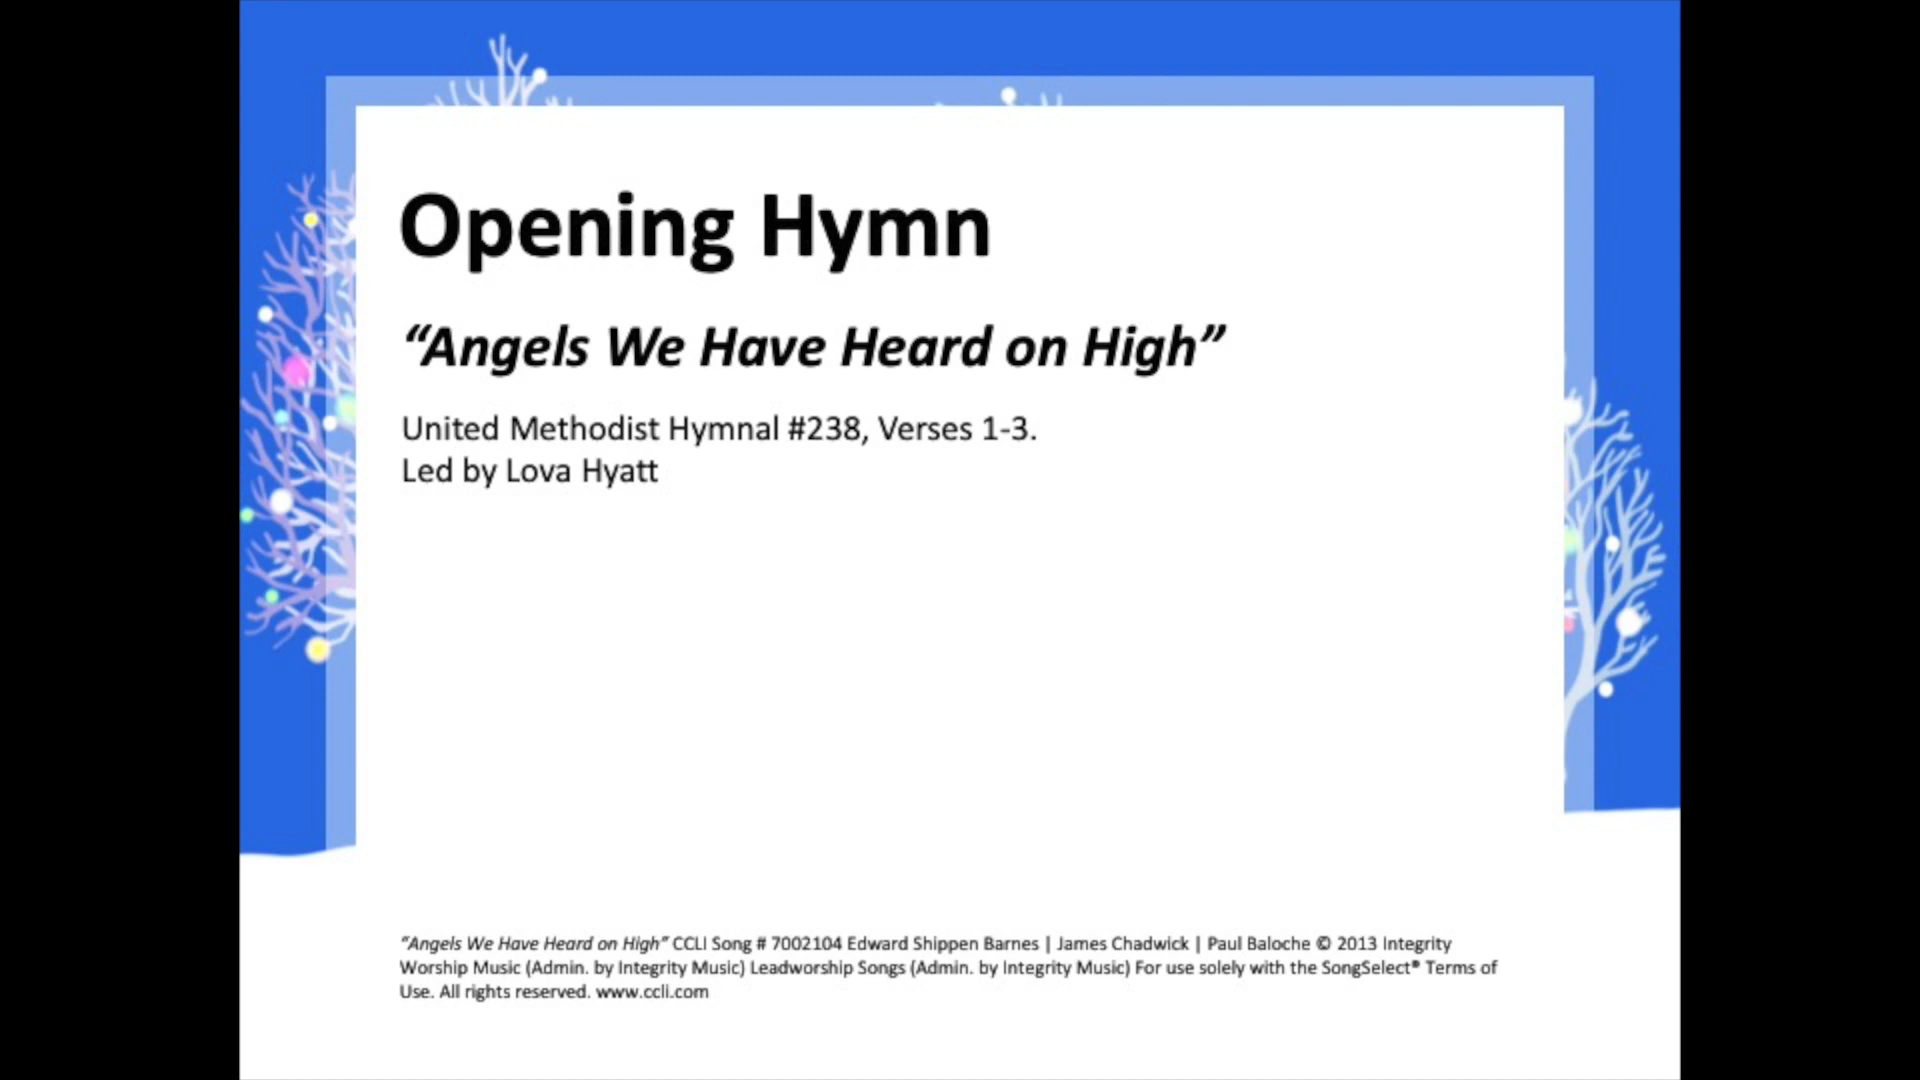 Opening Hymn
“Angels We Have Heard on High”
United Methodist Hymnal #238, Verses 1-3.
Led by Lova Hyatt
“Angels We Have Heard on High” CCLI Song # 7002104 Edward Shippen Barnes | James Chadwick | Paul Baloche © 2013 Integrity
Worship Music (Admin. by Integrity Music) Leadworship Songs (Admin. by Integrity Music) For use solely with the SongSelect® Terms of
Use. All rights reserved. www.ccli.com